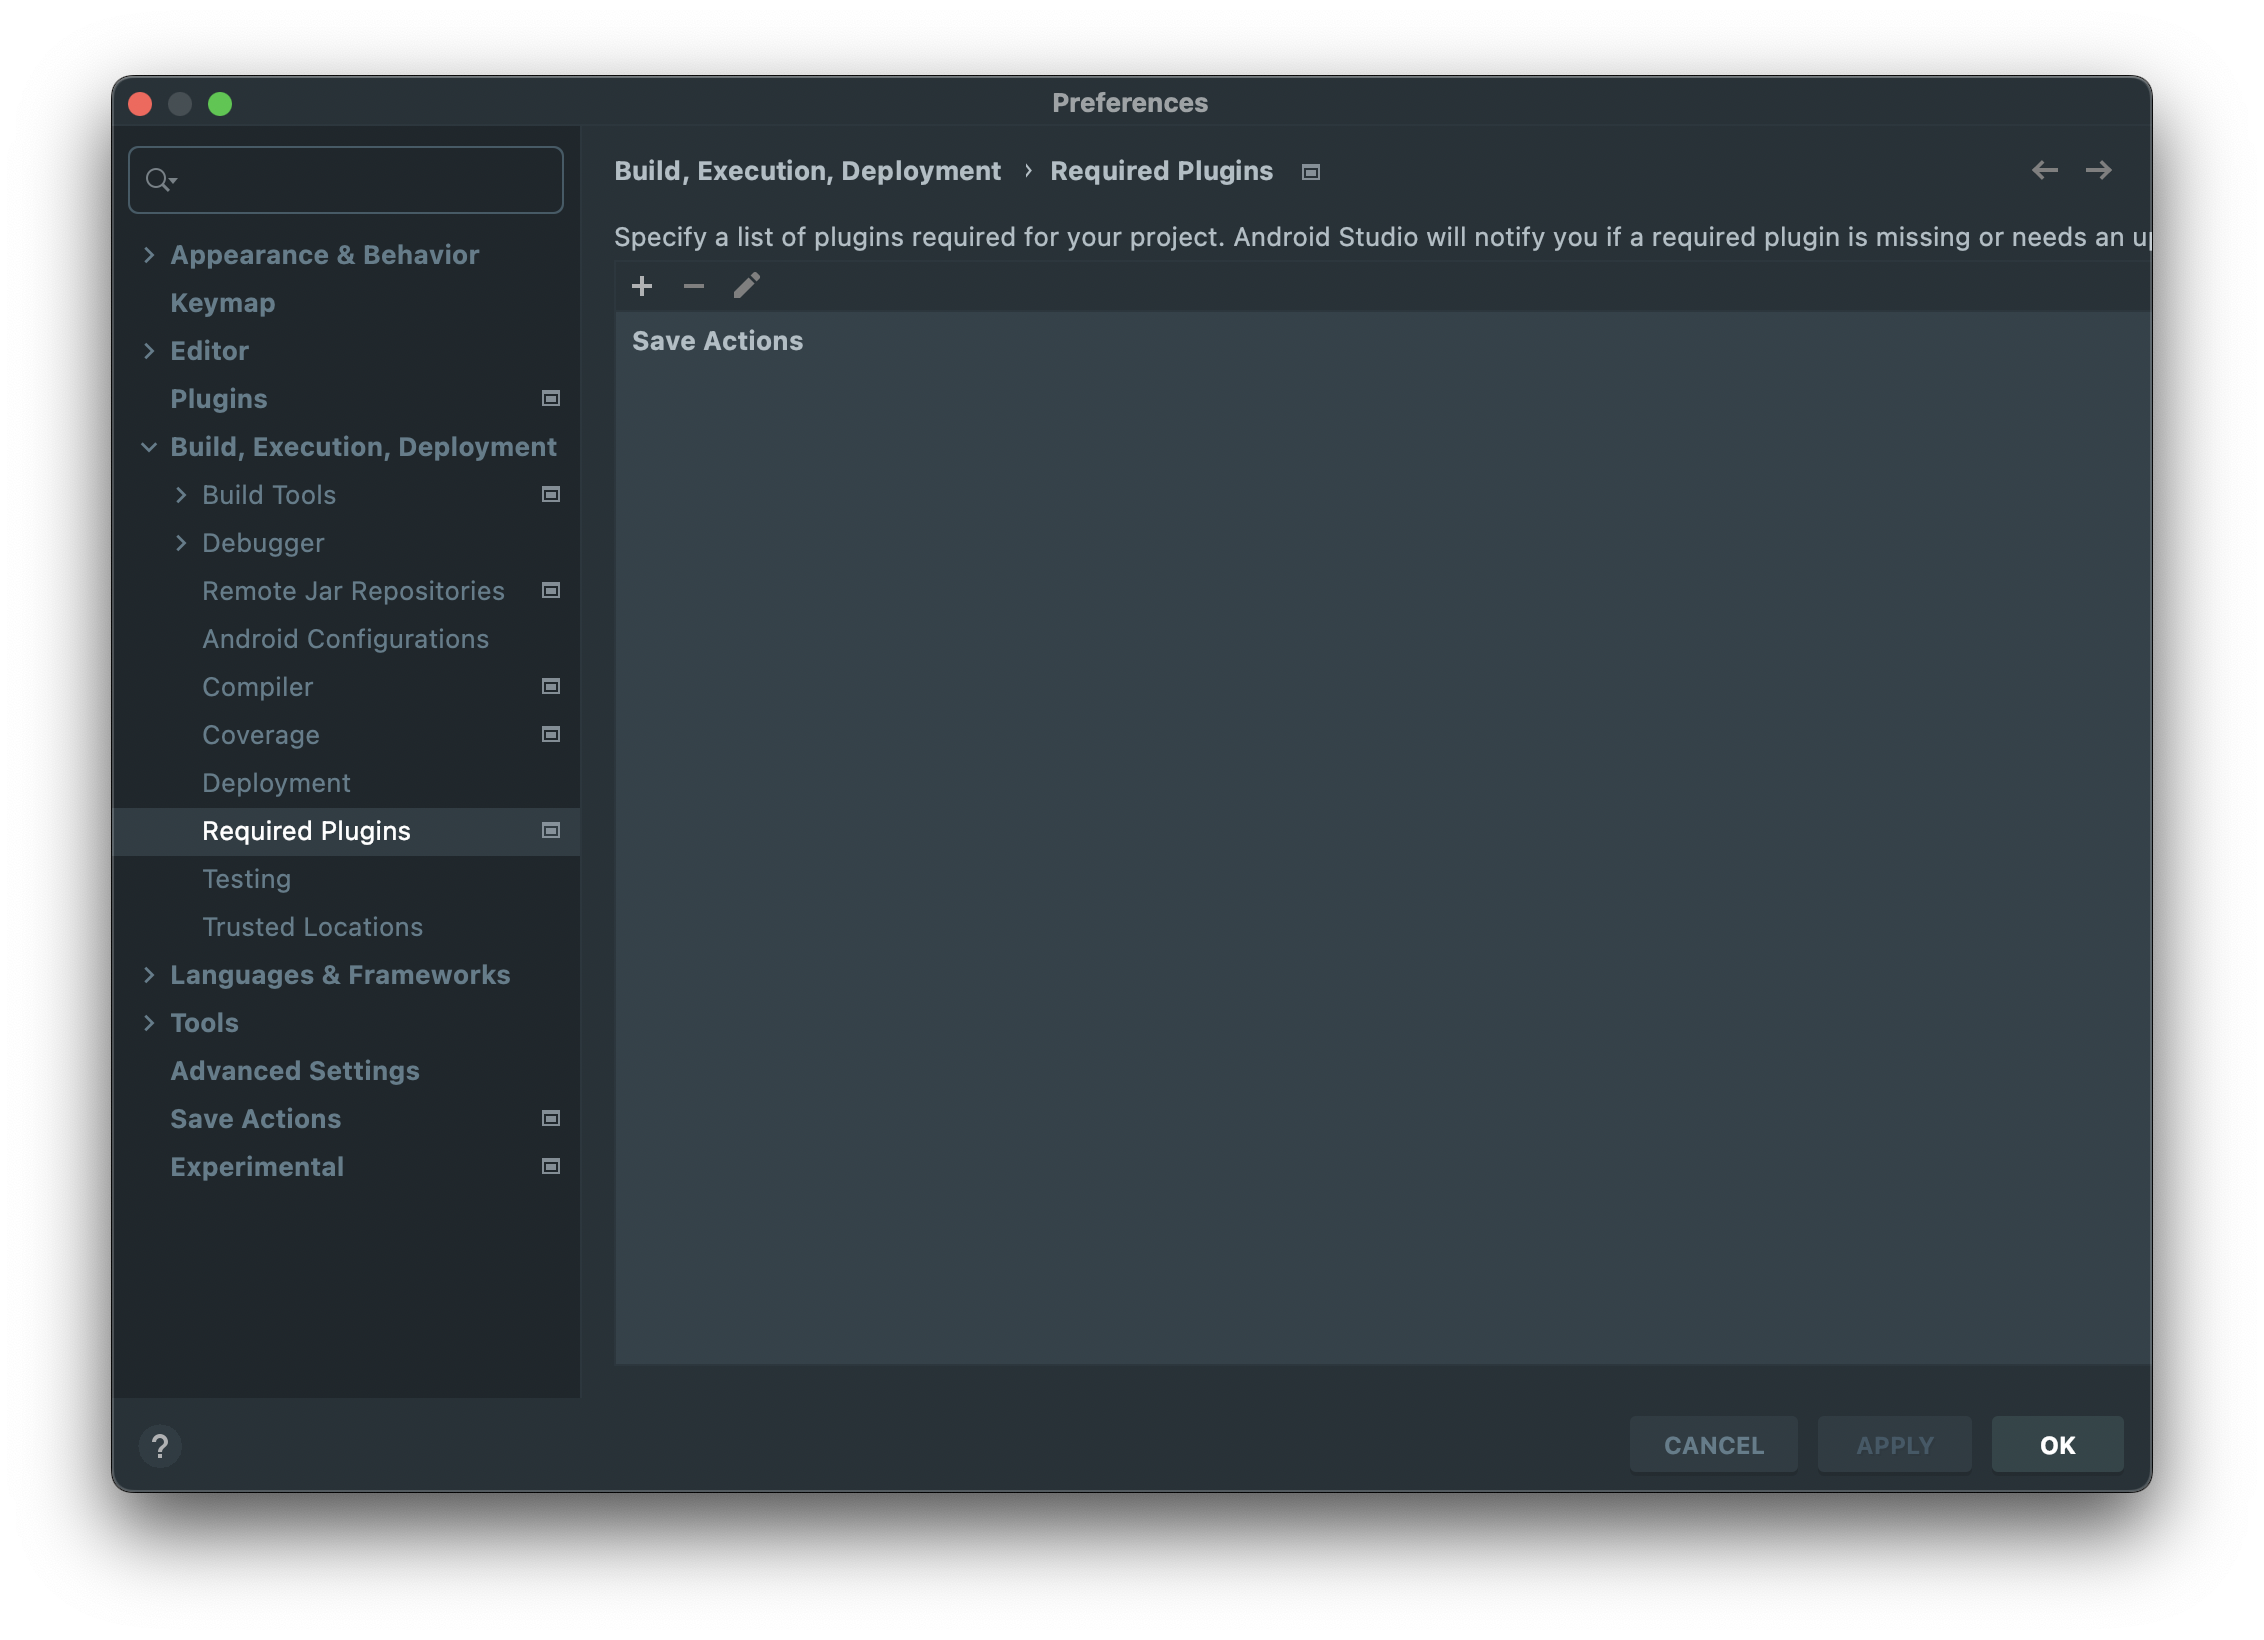 Preferences
Build, Execution, Deployment › Required Plugins
Specify a list of plugins required for your project. Android Studio will notify you if a required plugin is missing or needs an
Save Actions
Appearance & Behavior
Keymap
Editor
Plugins
Build, Execution, Deployment
Build Tools
Debugger
Remote Jar Repositories
Android Configurations
Compiler
Coverage
Deployment
Required Plugins
Testing
Trusted Locations
Languages & Frameworks
Tools
Advanced Settings
Save Actions
Experimental
?
CANCEL
APPLY
OK